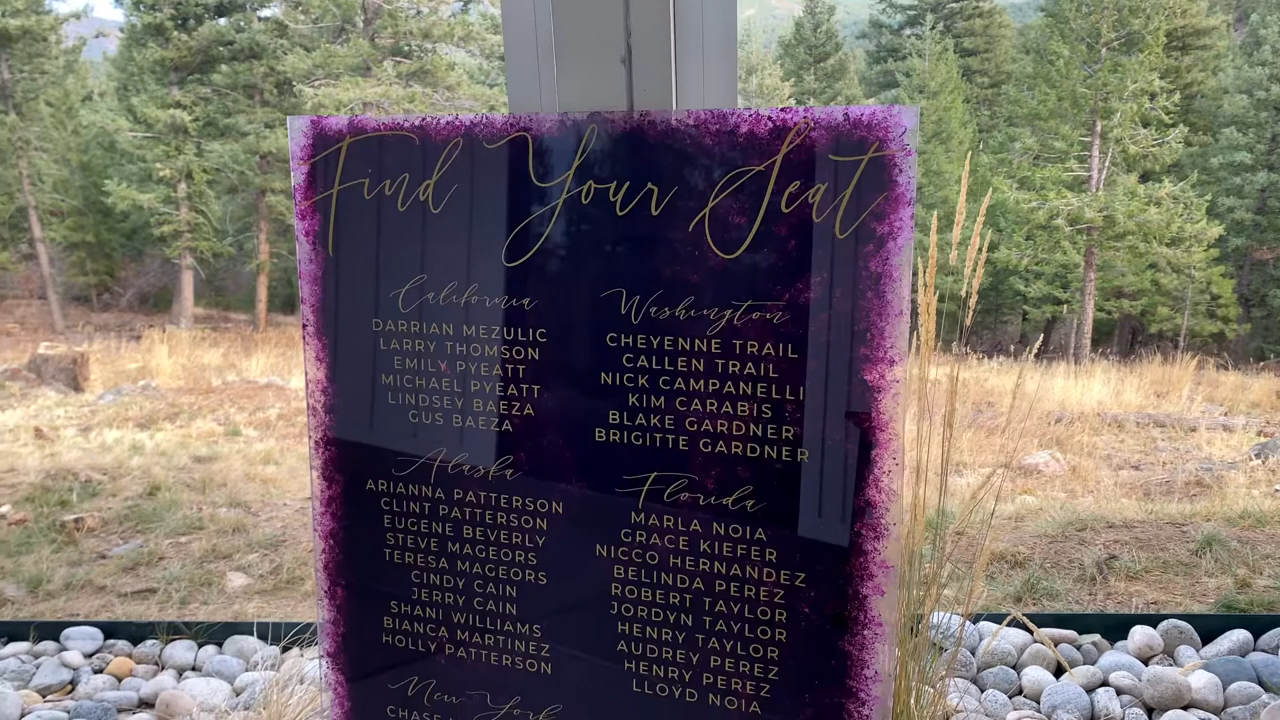 Find Your Seat
California
DARRIAN MEZULIC
LARRY THOMSON
EMILY PYEATT
MICHAEL PYEATT
LINDSEY BAEZA
GUS BAEZA
Alaska
ARIANNA PATTERSON
CLINT PATTERSON
EUGENE BEVERLY
STEVE MAGEORS
TERESA MAGEORS
CINDY CAIN
JERRY CAIN
SHANI WILLIAMS
BIANCA MARTINEZ
HOLLY PATTERSON
New York
CHASE
Washington
CHEYENNE TRAIL
CALLEN TRAIL
NICK CAMPANELLI
KIM CARABIS
BLAKE GARDNER
BRIGITTE GARDNER
Florida
MARLA NOIA
GRACE KIEFER
NICCO HERNANDEZ
BELINDA PEREZ
ROBERT TAYLOR
JORDYN TAYLOR
HENRY TAYLOR
AUDREY PEREZ
HENRY PEREZ
LLOYD NOIA